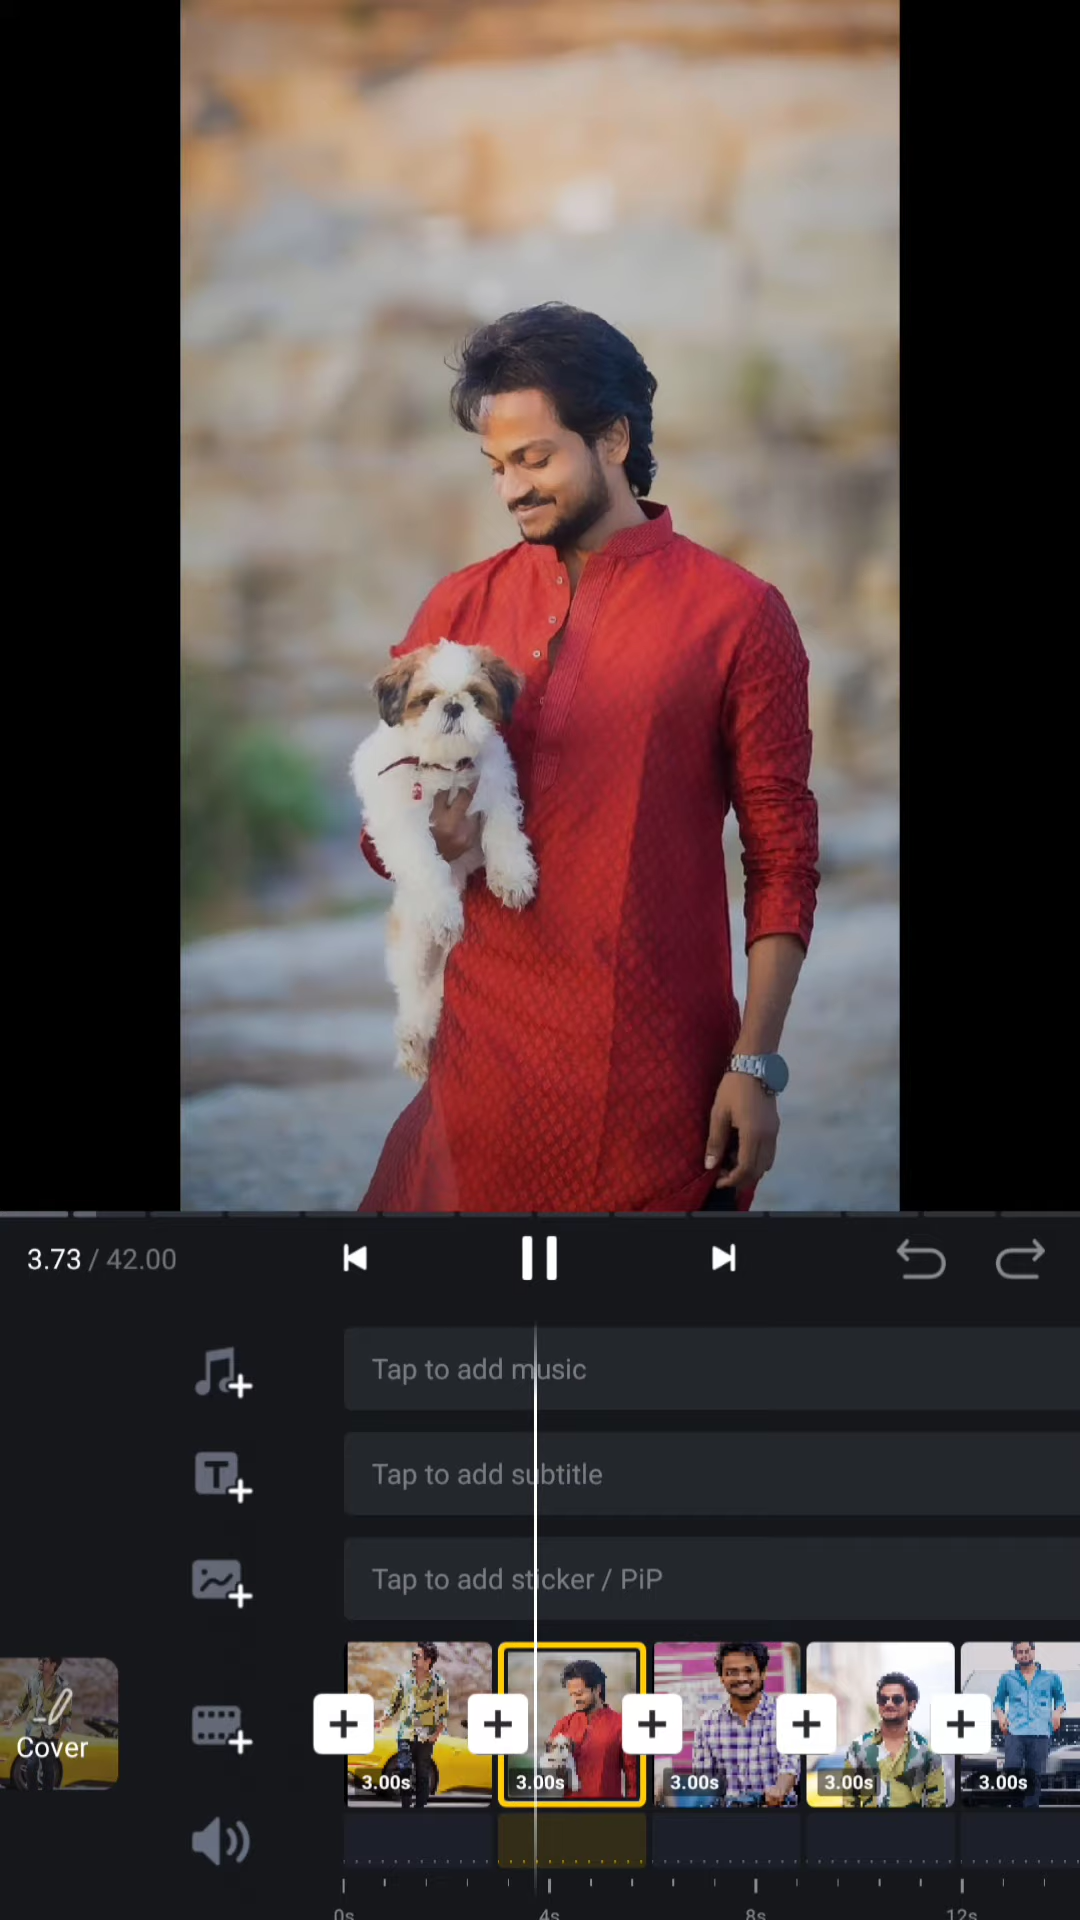 3.73 / 42.00
Tap to add music
Tap to add subtitle
Tap to add sticker / PiP
Cover
3.00s
3.00s
3.00s
3.00s
3.00s
0s
4s
8s
12s